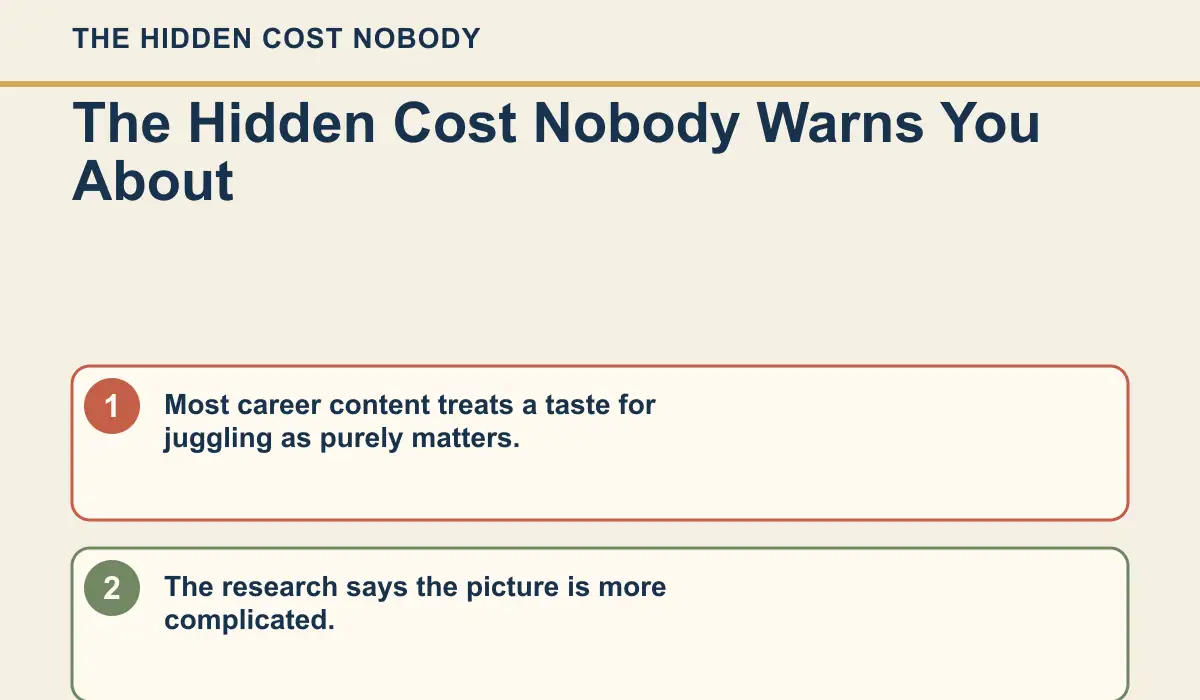 THE HIDDEN COST NOBODY
The Hidden Cost Nobody Warns You
About
1
Most career content treats a taste for
juggling as purely matters.
2
The research says the picture is more
complicated.